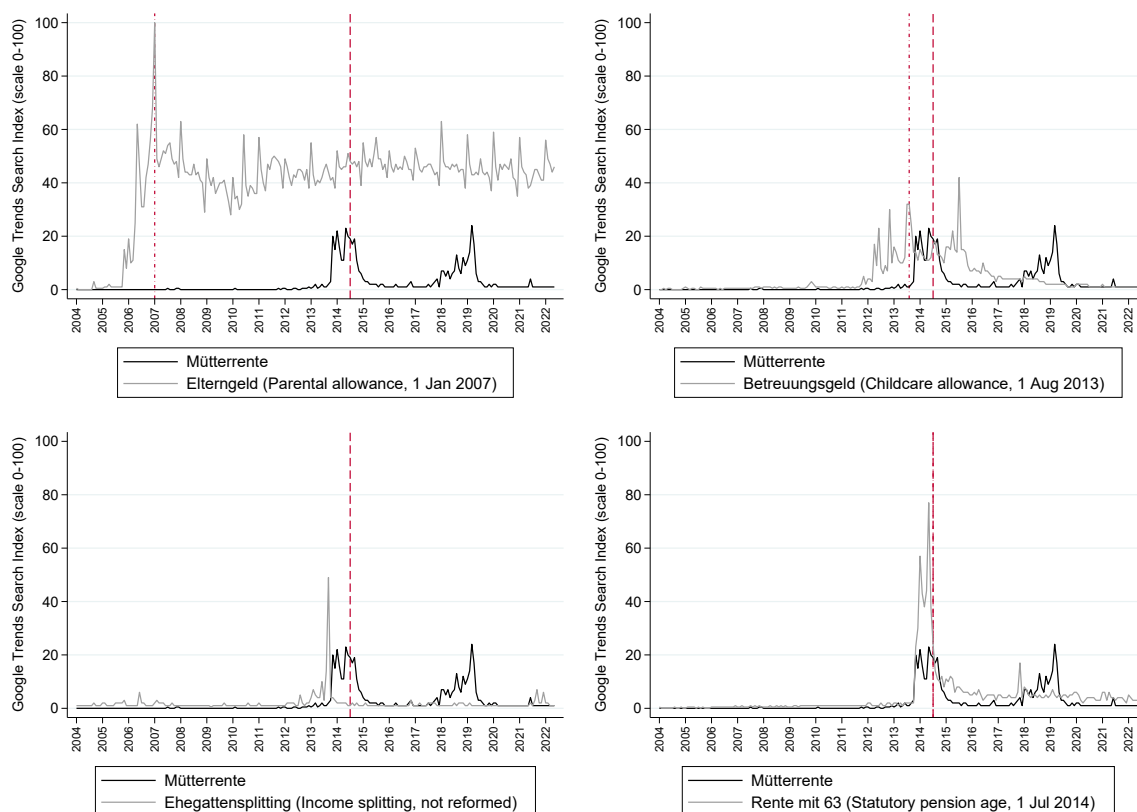 Google Trends Search Index (scale 0-100)
100
80
60
40
20
0
2004 2005 2006 2007 2008 2009 2010 2011 2012 2013 2014 2015 2016 2017 2018 2019 2020 2021 2022
Mütterrente
Elterngeld (Parental allowance, 1 Jan 2007)
Google Trends Search Index (scale 0-100)
100
80
60
40
20
0
2004 2005 2006 2007 2008 2009 2010 2011 2012 2013 2014 2015 2016 2017 2018 2019 2020 2021 2022
Mütterrente
Betreuungsgeld (Childcare allowance, 1 Aug 2013)
Google Trends Search Index (scale 0-100)
100
80
60
40
20
0
2004 2005 2006 2007 2008 2009 2010 2011 2012 2013 2014 2015 2016 2017 2018 2019 2020 2021 2022
Mütterrente
Ehegattensplitting (Income splitting, not reformed)
Google Trends Search Index (scale 0-100)
100
80
60
40
20
0
2004 2005 2006 2007 2008 2009 2010 2011 2012 2013 2014 2015 2016 2017 2018 2019 2020 2021 2022
Mütterrente
Rente mit 63 (Statutory pension age, 1 Jul 2014)